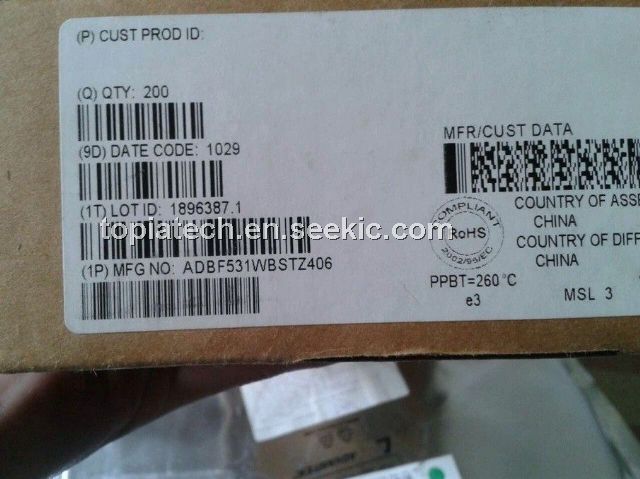 (P) CUST PROD ID:
(Q) QTY: 200
(9D) DATE CODE: 1029
(1T) LOT ID: 1896387.1
topiatech.en.seekic.com
(1P) MFG NO: ADBF531WBSTZ406
MFR/CUST DATA
COMPLIANT
RoHS
2002/95/EC
PPBT=260°C
e3
COUNTRY OF ASSE
CHINA
COUNTRY OF DIFF
CHINA
MSL 3